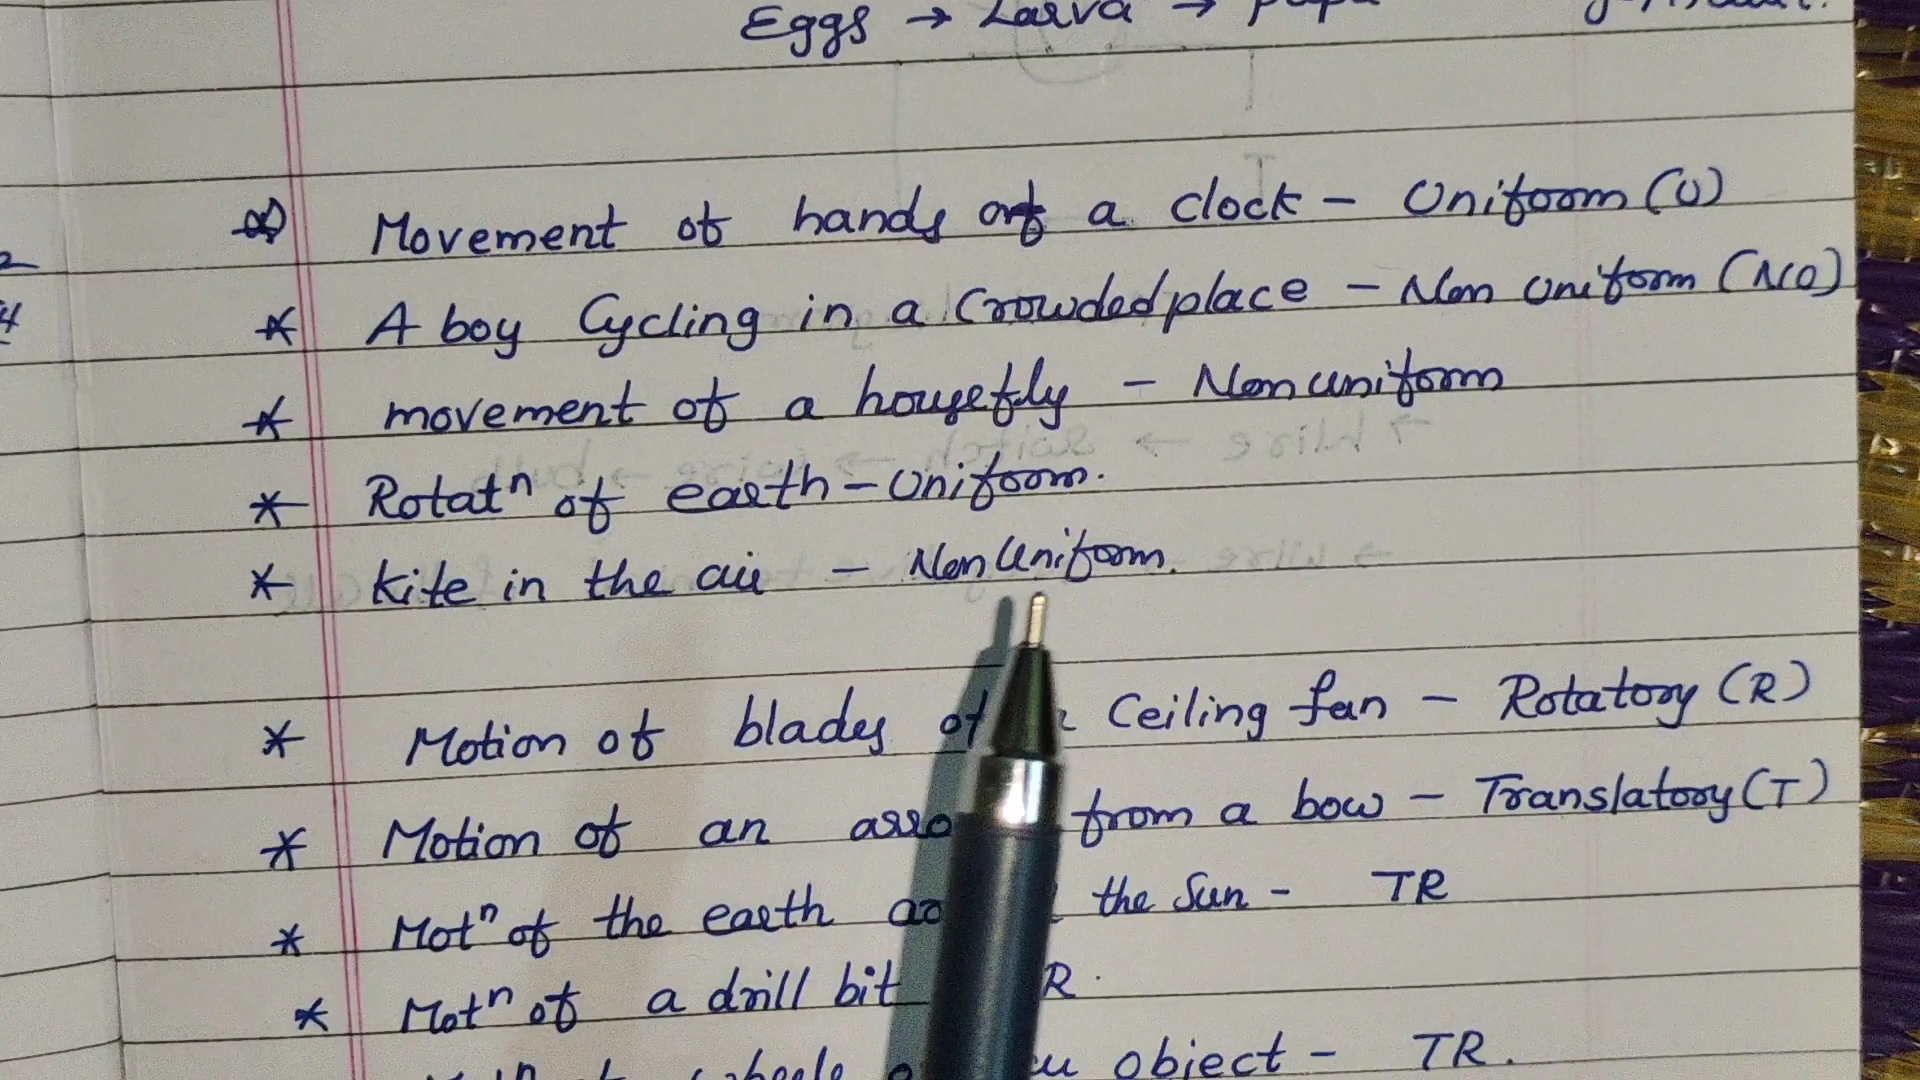 Eggs → Larva →
2
4
Movement of hands of a clock - Uniform (U)
* A boy Cycling in a Crowded place - Non uniform (NU)
* movement of a housefly - Non uniform
* Rotatⁿ of earth - Uniform.
* Kite in the air - Non Uniform.
* Motion of blades of Ceiling fan - Rotatory (R)
* Motion of an from a bow - Translatory (T)
* Motⁿ of the earth the Sun - TR
* Motⁿ of a drill bit R.
object - TR.